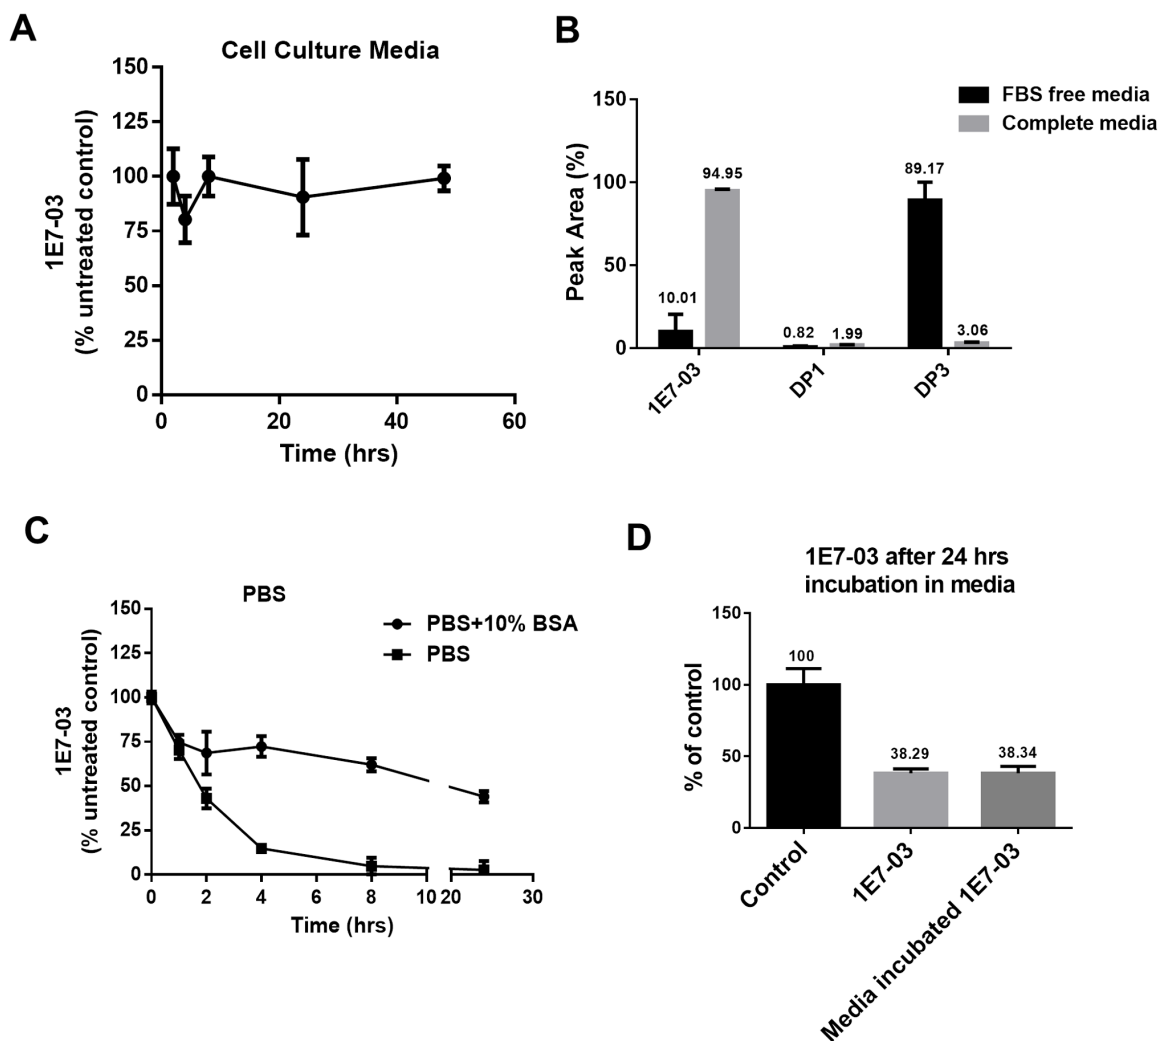 A
Cell Culture Media
1E7-03
(% untreated control)
150
125
100
75
50
25
0
0 20 40 60
Time (hrs)
B
FBS free media
Complete media
Peak Area (%)
150
100
50
0
10.01 94.95 0.82 1.99 89.17 3.06
1E7-03 DP1 DP3
C
PBS
PBS+10% BSA
PBS
1E7-03
(% untreated control)
150
125
100
75
50
25
0
0 2 4 6 8 10 20 30
Time (hrs)
D
1E7-03 after 24 hrs
incubation in media
% of control
150
100
50
0
100 38.29 38.34
Control
1E7-03
Media incubated 1E7-03